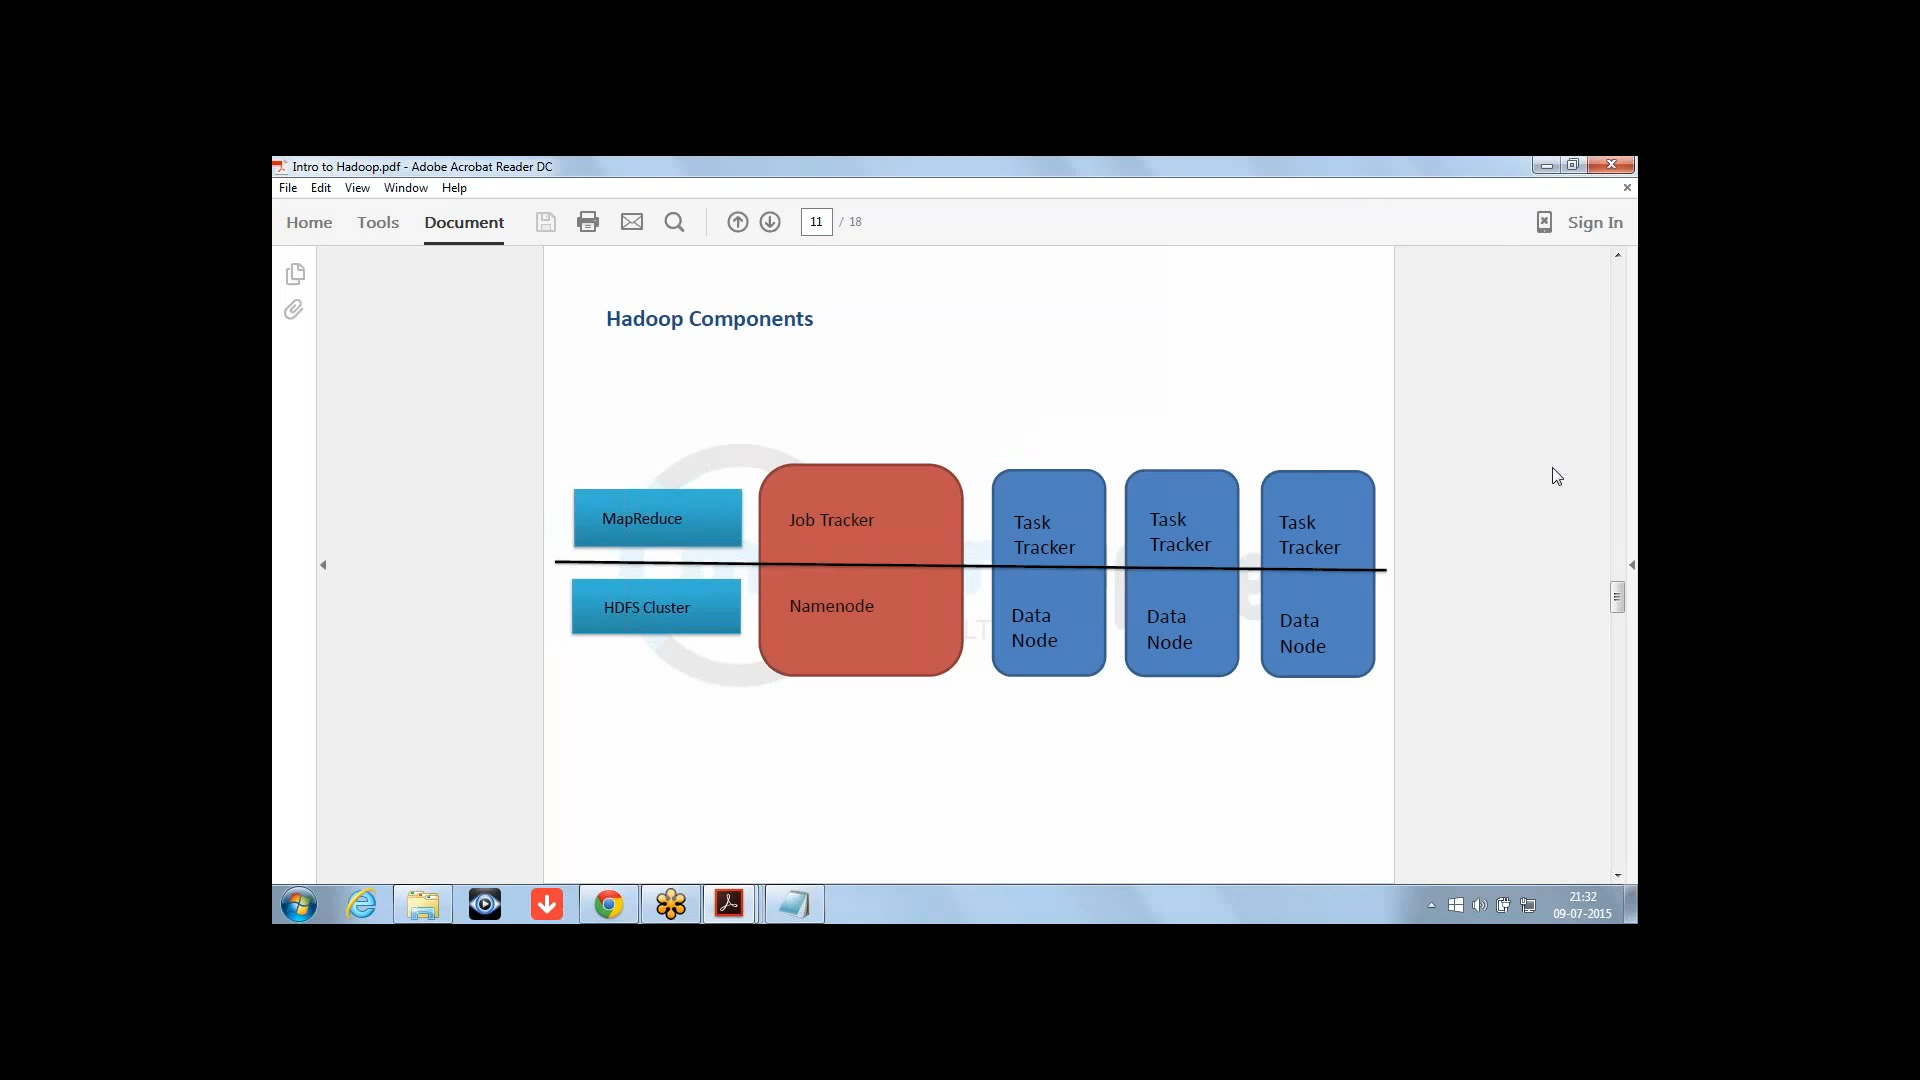 Intro to Hadoop.pdf - Adobe Acrobat Reader DC
File Edit View Window Help
Home Tools Document 11 / 18 Sign In
Hadoop Components
MapReduce
Job Tracker
Task
Tracker
Task
Tracker
Task
Tracker
HDFS Cluster
Namenode
Data
Node
Data
Node
Data
Node
21:32
09-07-2015